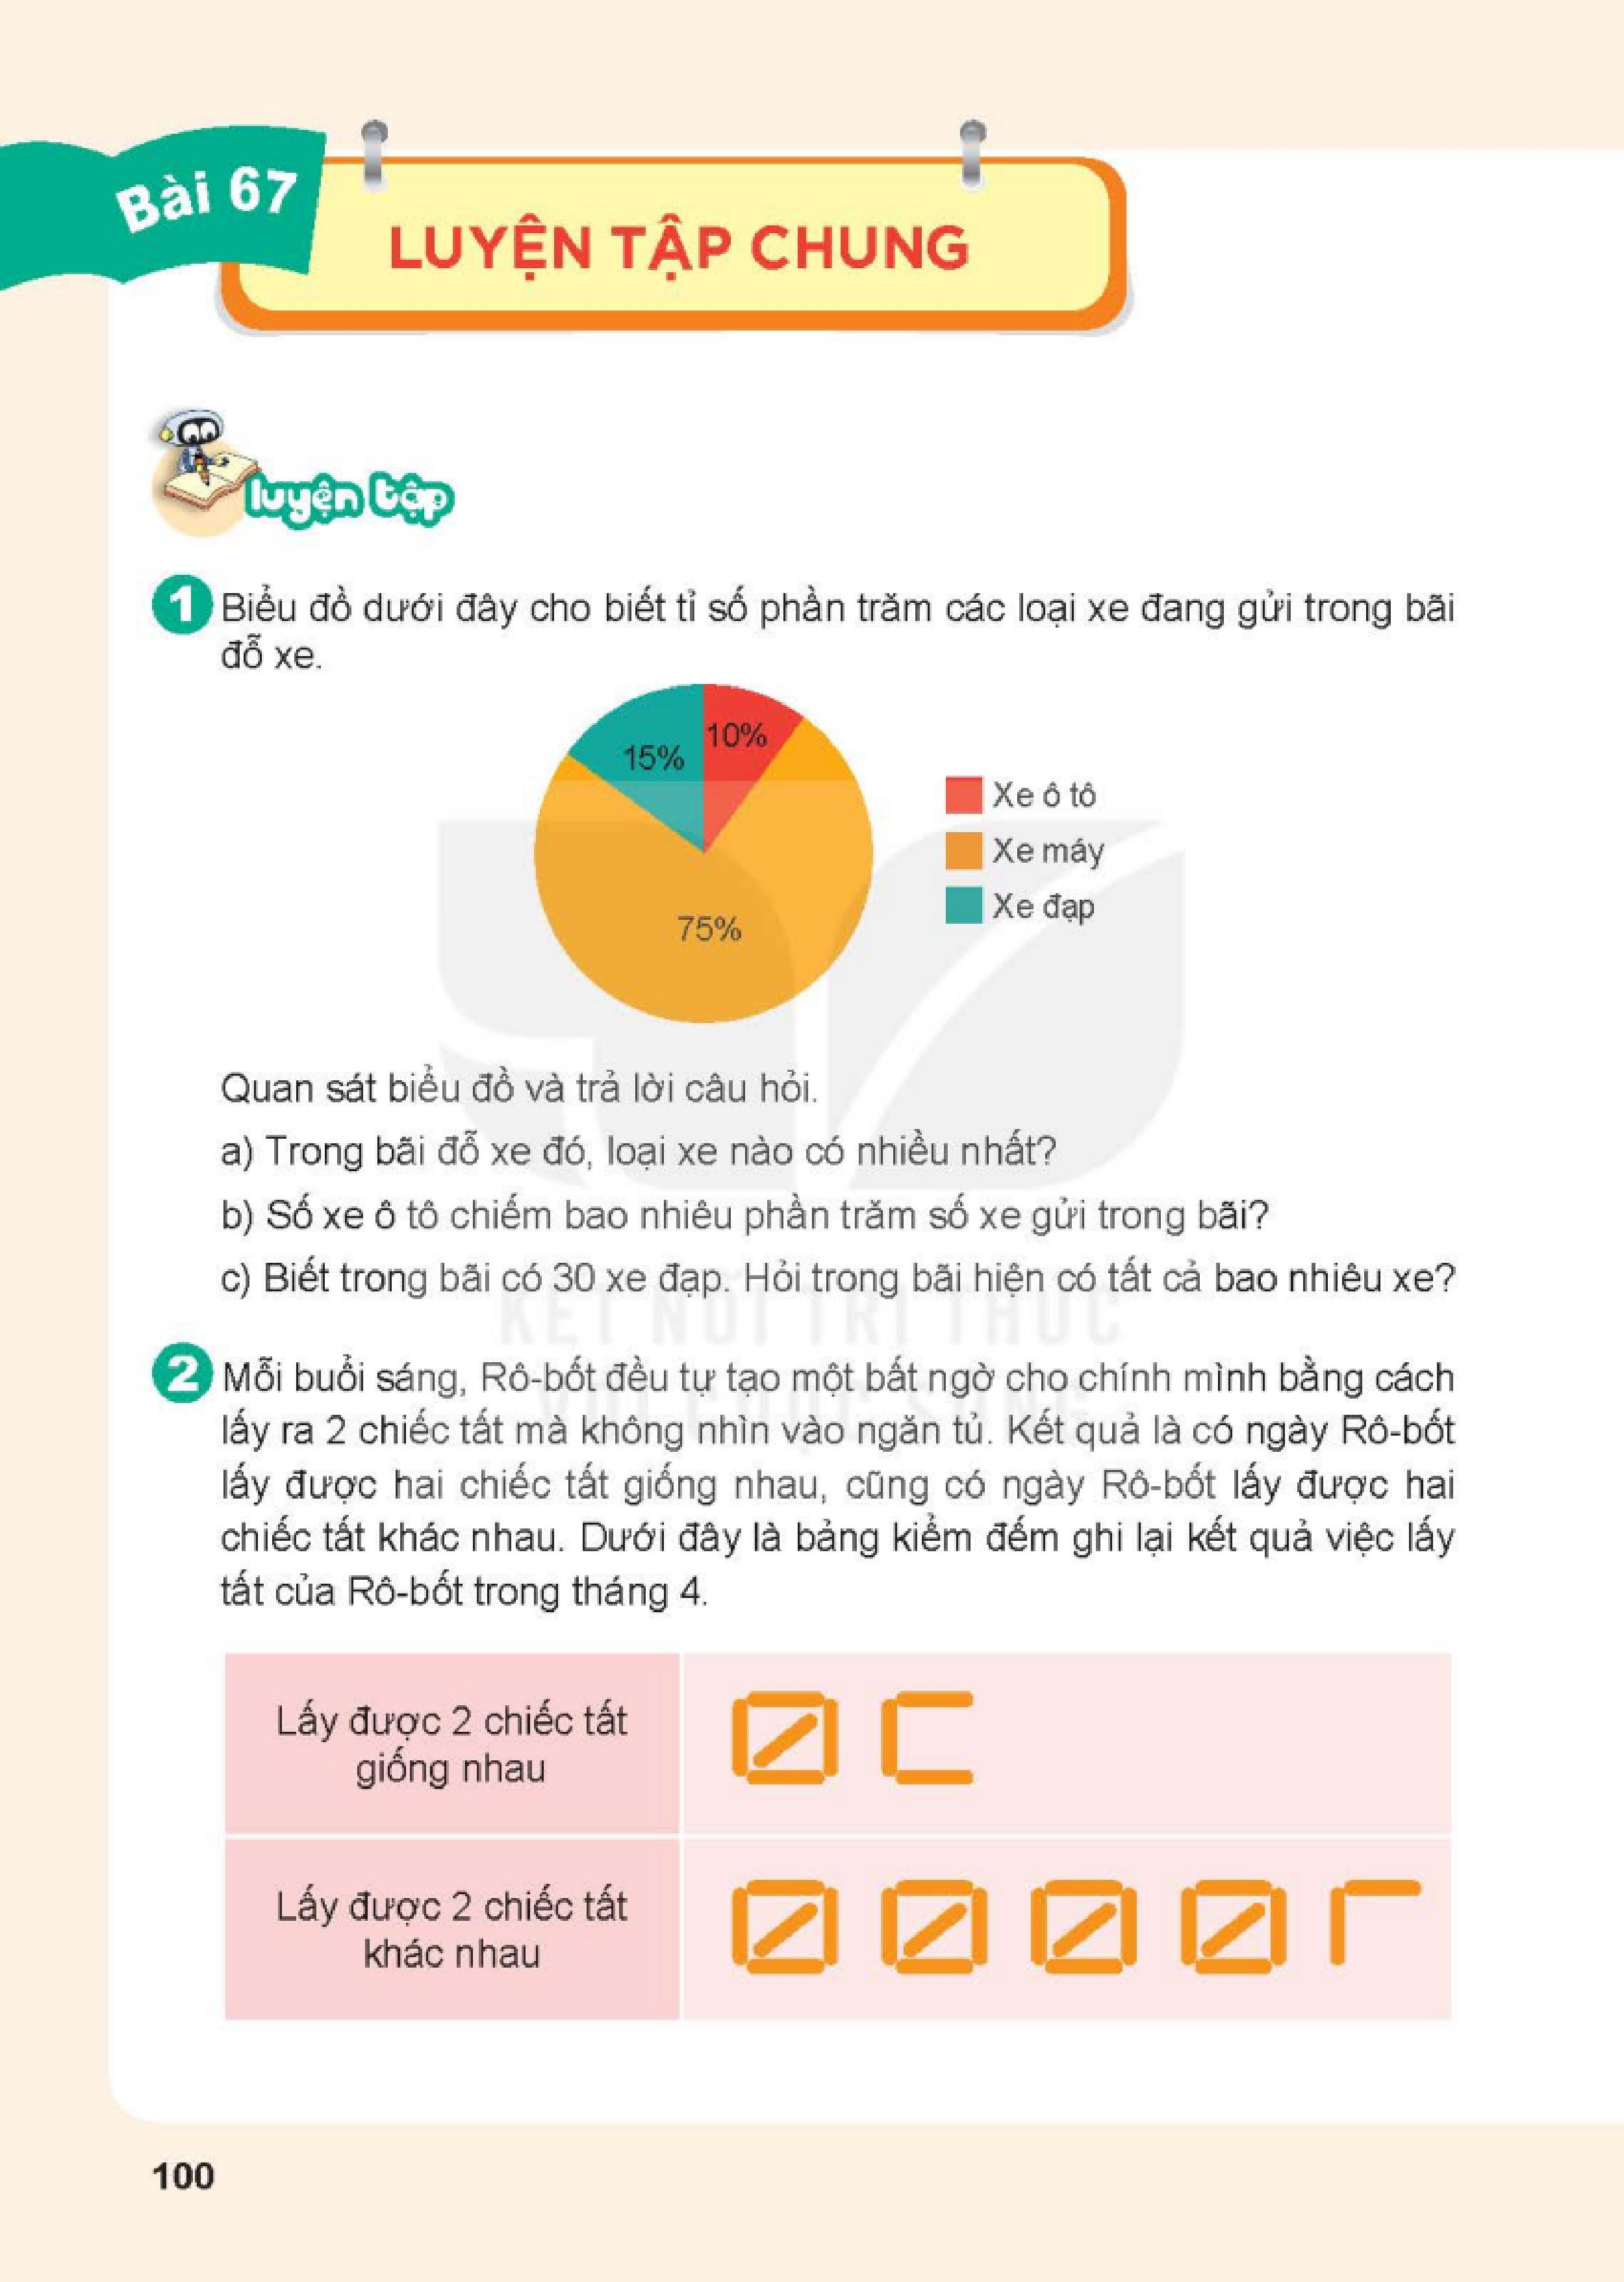 Bài 67
LUYỆN TẬP CHUNG
luyện tập
1 Biểu đồ dưới đây cho biết tỉ số phần trăm các loại xe đang gửi trong bãi
đỗ xe.
10%
15%
75%
Xe ô tô
Xe máy
Xe đạp
Quan sát biểu đồ và trả lời câu hỏi.
a) Trong bãi đỗ xe đó, loại xe nào có nhiều nhất?
b) Số xe ô tô chiếm bao nhiêu phần trăm số xe gửi trong bãi?
c) Biết trong bãi có 30 xe đạp. Hỏi trong bãi hiện có tất cả bao nhiêu xe?
KẾT NỐI TRI THỨC
VỚI CUỘC SỐNG
2 Mỗi buổi sáng, Rô-bốt đều tự tạo một bất ngờ cho chính mình bằng cách
lấy ra 2 chiếc tất mà không nhìn vào ngăn tủ. Kết quả là có ngày Rô-bốt
lấy được hai chiếc tất giống nhau, cũng có ngày Rô-bốt lấy được hai
chiếc tất khác nhau. Dưới đây là bảng kiểm đếm ghi lại kết quả việc lấy
tất của Rô-bốt trong tháng 4.
Lấy được 2 chiếc tất
giống nhau
Lấy được 2 chiếc tất
khác nhau
100